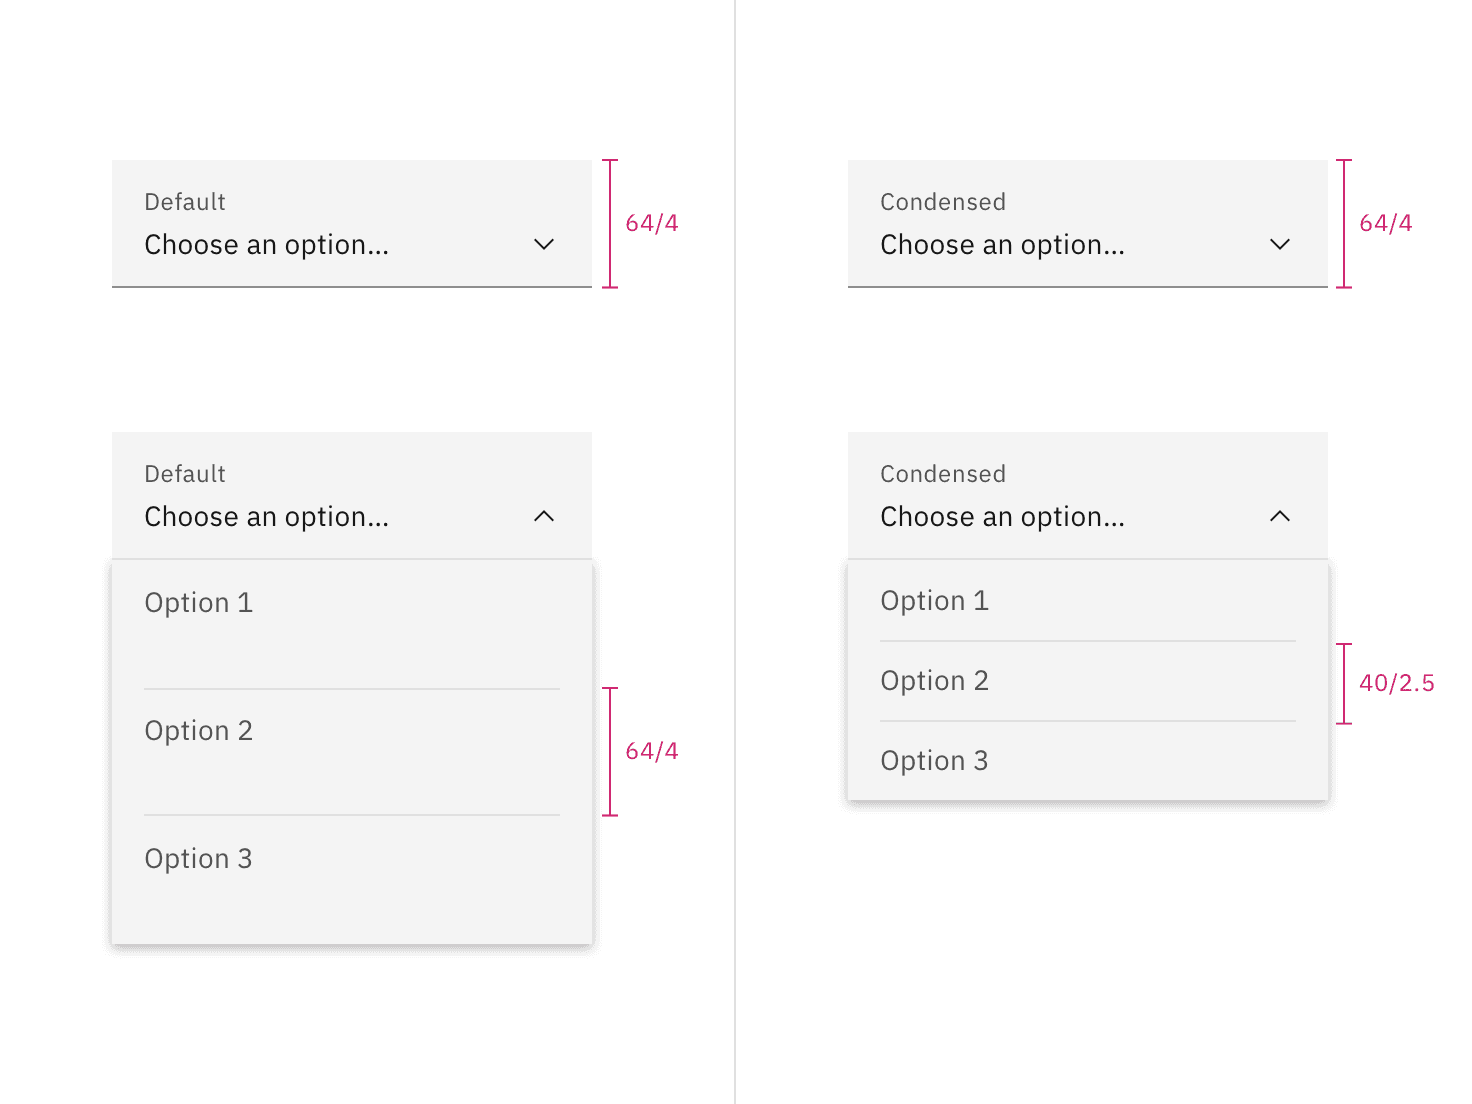 Default
Choose an option...
64/4
Default
Choose an option...
Option 1
Option 2
64/4
Option 3
Condensed
Choose an option...
64/4
Condensed
Choose an option...
Option 1
Option 2
40/2.5
Option 3